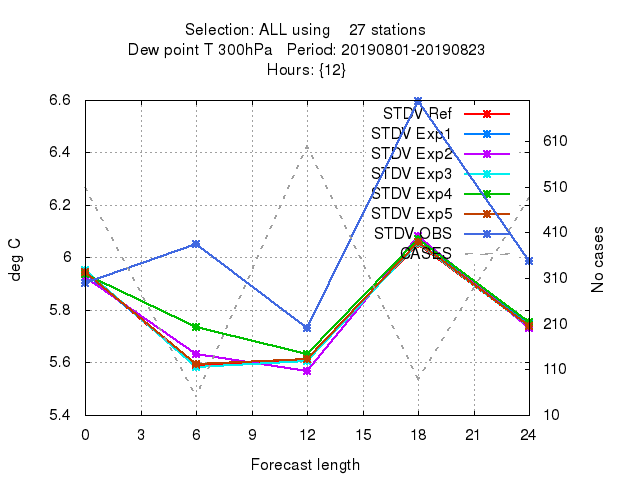 Selection: ALL using 27 stations
Dew point T 300hPa Period: 20190801-20190823
Hours: {12}
6.6
6.4
6.2
6
5.8
5.6
5.4
deg C
STDV Ref
STDV Exp1
STDV Exp2
STDV Exp3
STDV Exp4
STDV Exp5
STDV OBS
CASES
610
510
410
310
210
110
10
No cases
0 3 6 9 12 15 18 21 24
Forecast length